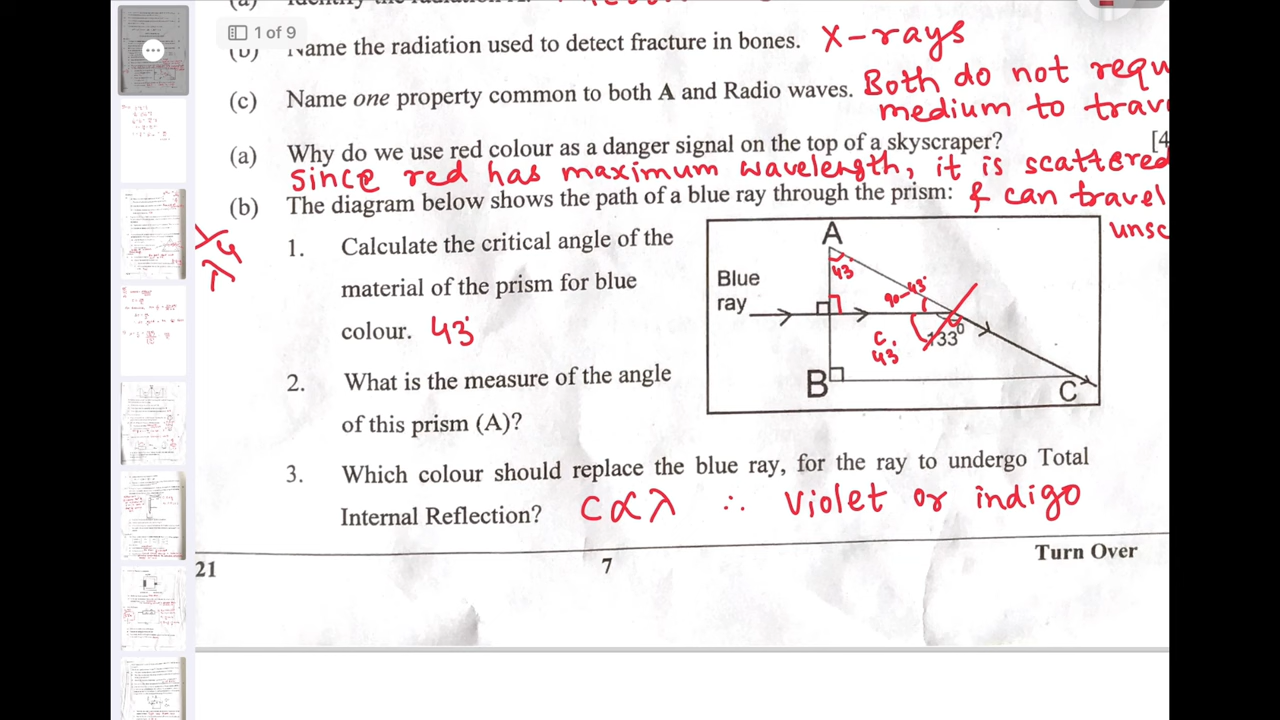 1 of 9
Name the radiation used to detect fracture in bones. X-rays
(c) Name one property common to both A and Radio waves. Both do not requ
medium to trav
(a) Why do we use red colour as a danger signal on the top of a skyscraper? [4
Since red has maximum wavelength, it is scattered
(b) The diagram below shows the path of a blue ray through the prism: & can travel
unsc
1. Calculate the critical angle of the
material of the prism for blue
colour. 43°
2. What is the measure of the angle
of this prism (A)?
A
43
Blue
ray
90-43°
133°
C.
43°
B
C
3. Which colour should replace the blue ray, for the ray to undergo Total
Internal Reflection? C∝λ ∴ Violet or indigo
21 7 Turn Over